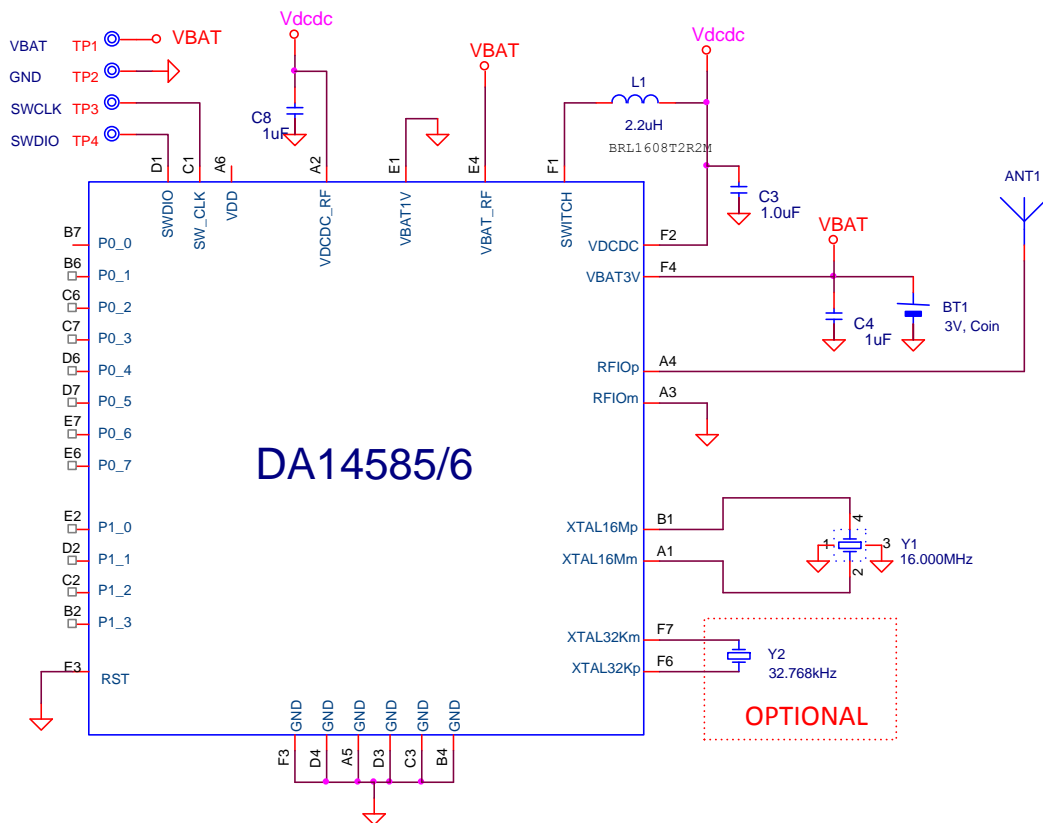 Vdcdc
VBAT TP1 VBAT
GND TP2
SWCLK TP3
SWDIO TP4
C8
1uF
VBAT
Vdcdc
L1
2.2uH
BRL1608T2R2M
C3
1.0uF
ANT1
D1 C1 A6 A2 E1 E4 F1
SWDIO SW_CLK VDD VDCDC_RF VBAT1V VBAT_RF SWITCH
B7 P0_0
B6 P0_1
C6 P0_2
C7 P0_3
D6 P0_4
D7 P0_5
E7 P0_6
E6 P0_7
E2 P1_0
D2 P1_1
C2 P1_2
B2 P1_3
E3 RST
DA14585/6
VDCDC F2
VBAT3V F4
RFIOp A4
RFIOm A3
XTAL16Mp B1
XTAL16Mm A1
XTAL32Km F7
XTAL32Kp F6
VBAT
C4
1uF
BT1
3V, Coin
4
1
3
2
Y1
16.000MHz
Y2
32.768kHz
OPTIONAL
GND GND GND GND GND GND
F3 D4 A5 D3 C3 B4